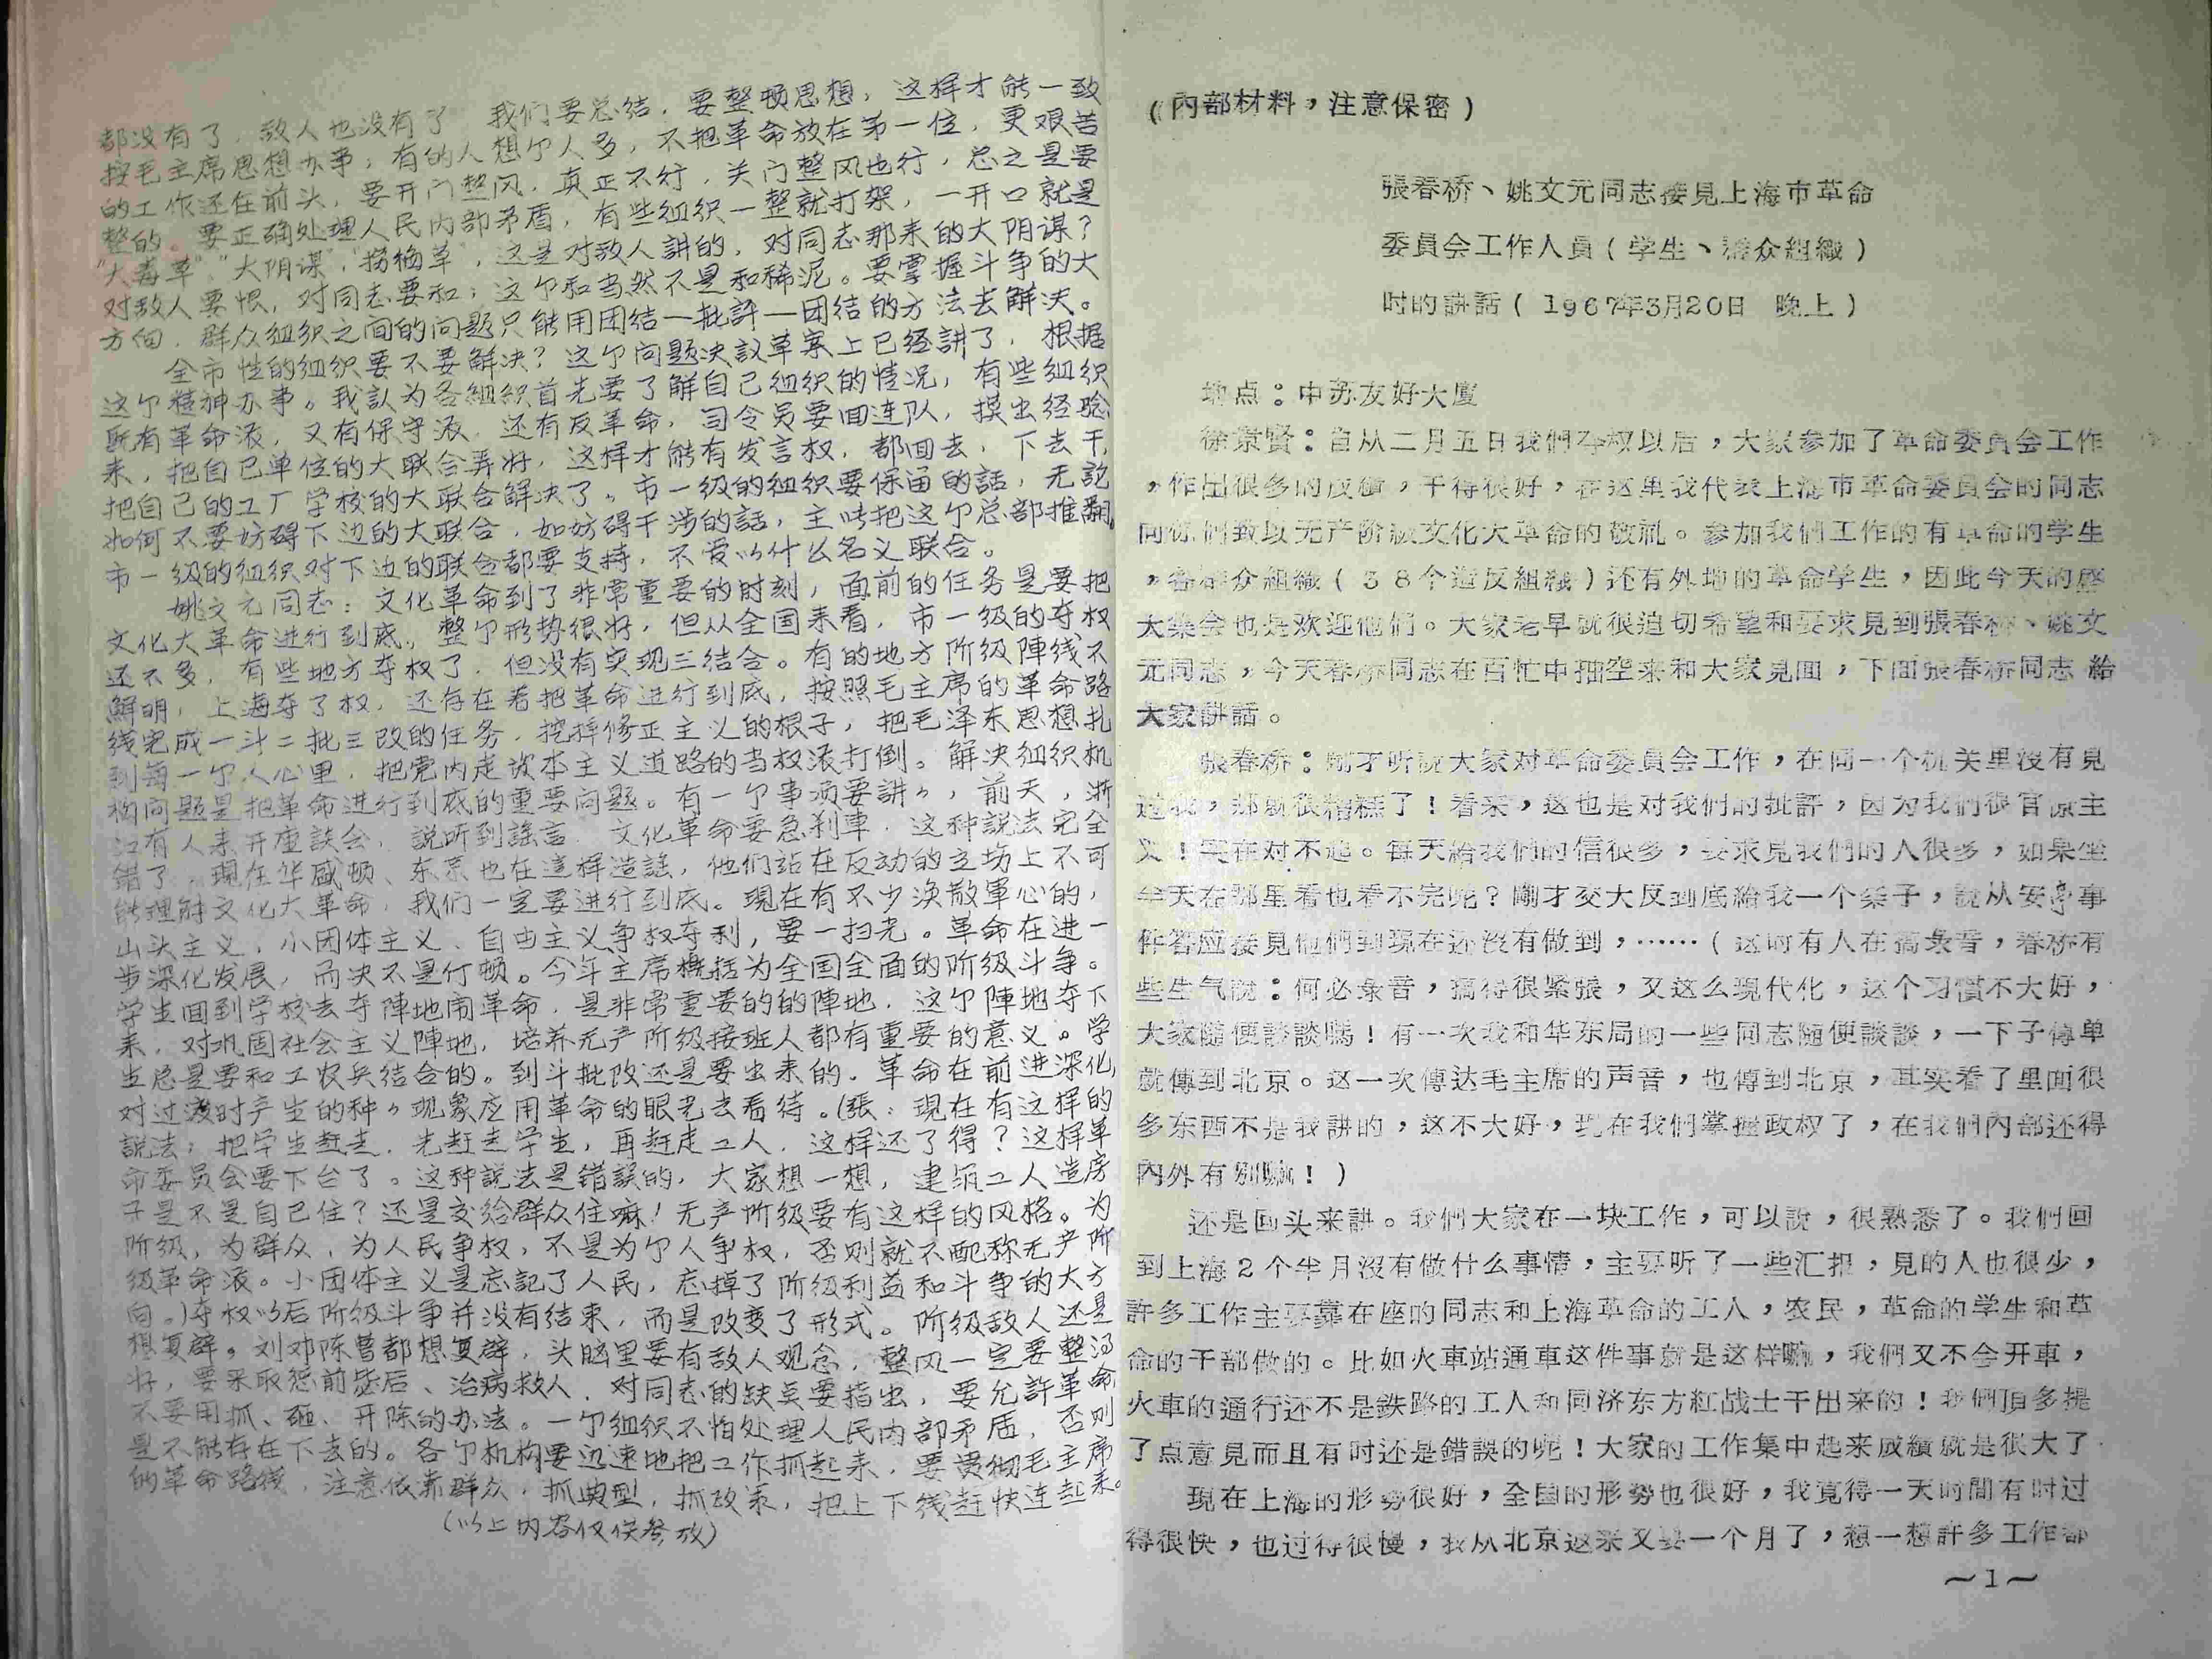 都没有了，敌人也没有了 我们要总结，要整顿思想，这样才能一致
按毛主席思想办事；有的人想个人多，不把革命放在第一位，更艰苦
的工作还在前头，要开门整风，真正不行，关门整风也行，总之是要
整的。要正确处理人民内部矛盾，有些组织一整就打架，一开口就是
"大毒草""大阴谋""捞稻草"，这是对敌人讲的，对同志那来的大阴谋？
对敌人要恨，对同志要和；这个和当然不是和稀泥。要掌握斗争的大
方向，群众组织之间的问题只能用团结一批評一团结的方法去解决。
全市性的组织要不要解决？这个问题决議草案上已经講了，根据
这个精神办事。我認为各組織首先要了解自己组织的情况，有些组织
既有革命派，又有保守派，还有反革命，司令员要回连队，摸出经验
来，把自己单位的大联合弄好，这样才能有发言权，都回去，下去干，
把自己的工厂学校的大联合解决了。市一级的组织要保留的話，无論
如何不要妨碍下边的大联合，如妨碍干涉的話，主張把这个总部推翻，
市一级的组织对下边的联合都要支持，不管以什么名义联合。
姚文元同志：文化革命到了非常重要的时刻，面前的任务是要把
文化大革命进行到底。整个形势很好，但从全国来看，市一级的夺权
还不多，有些地方夺权了，但没有实现三结合。有的地方阶级陣线不
鮮明，上海夺了权，还存在着把革命进行到底，按照毛主席的革命路
线完成一斗二批三改的任务，挖掉修正主义的根子，把毛泽东思想扎
到每一个人心里，把党内走资本主义道路的当权派打倒。解决组织机
构问题是把革命进行到底的重要问题。有一个事须要讲々，前天，浙
江有人来开座談会，説听到謡言，文化革命要急刹車，这种説法完全
錯了，現在华盛顿、东京也在這样造謡，他们站在反动的立场上不可
能理解文化大革命，我们一定要进行到底。現在有不少涣散軍心的，
山头主义、小团体主义、自由主义争权夺利，要一扫光。革命在进一
步深化发展，而决不是停顿。今年主席概括为全国全面的阶级斗争。
学生回到学校去夺陣地闹革命，是非常重要的的陣地，这个陣地夺下
来，对巩固社会主义陣地，培养无产阶级接班人都有重要的意义。学
生总是要和工农兵结合的。到斗批改还是要出来的，革命在前进深化，
对过渡时产生的种々现象应用革命的眼光去看待。(張：現在有这样的
説法：把学生赶走，先赶走学生，再赶走工人，这样还了得？这样革
命委员会要下台了。这种説法是错誤的，大家想一想，建筑工人造房
子是不是自己住？还是交给群众住嘛！无产阶级要有这样的风格。为
阶级，为群众，为人民争权，不是为个人争权，否则就不配称无产阶
级革命派。小团体主义是忘記了人民，忘掉了阶级利益和斗争的大方
向。)夺权以后阶级斗争并没有结束，而是改变了形式。阶级敌人还是
想复辟。刘邓陈曹都想复辟，头脑里要有敌人观念，整风一定要整
好，要采取惩前毖后、治病救人，对同志的缺点要指出，要允許革命，
不要用抓、砸、开除的办法。一个组织不怕处理人民内部矛盾，否则
是不能存在下去的。各个机构要迅速地把工作抓起来，要贯彻毛主席
的革命路线，注意依靠群众，抓典型，抓政策，把上下线赶快连起来。
(以上内容仅供参考)
(內部材料，注意保密)
張春桥、姚文元同志接見上海市革命
委員会工作人員(学生、羣众組織)
时的講話(1967年3月20日 晚上)
地点：中苏友好大廈
徐景賢：自从二月五日我們夺权以后，大家参加了革命委員会工作
，作出很多的成績，干得很好，在这里我代表上海市革命委員会的同志
向你們致以无产阶級文化大革命的敬礼。参加我們工作的有革命的学生
，各群众組織(38个造反組織)还有外地的革命学生，因此今天的盛
大集会也是欢迎他們。大家老早就很迫切希望和要求見到張春桥、姚文
元同志，今天春桥同志在百忙中抽空来和大家見面，下面張春桥同志給
大家講話。
張春桥：剛才听說大家对革命委員会工作，在同一个机关里沒有見
过我，那就很糟糕了！看来，这也是对我們的批評，因为我們很官僚主
义！实在对不起。每天給我們的信很多，要求見我們的人很多，如果坐
半天在那里看也看不完呢？剛才交大反到底給我一个条子，說从安亭事
件答应接見他們到現在还沒有做到，……(这时有人在搞录音，春桥有
些生气說：何必录音，搞得很紧張，又这么现代化，这个习慣不大好，
大家随便談談嗎！有一次我和华东局的一些同志随便談談，一下子傳单
就傳到北京。这一次傳达毛主席的声音，也傳到北京，其实看了里面很
多东西不是我講的，这不大好，現在我們掌握政权了，在我們內部还得
內外有別嘛！)
还是回头来講。我們大家在一块工作，可以說，很熟悉了。我們回
到上海2个半月沒有做什么事情，主要听了一些汇报，見的人也很少，
許多工作主要靠在座的同志和上海革命的工人，农民，革命的学生和革
命的干部做的。比如火車站通車这件事就是这样嘛，我們又不会开車，
火車的通行还不是鉄路的工人和同济东方紅战士干出来的！我們頂多提
了点意見而且有时还是錯誤的呢！大家的工作集中起来成績就是很大了
現在上海的形势很好，全国的形势也很好，我覚得一天时間有时过
得很快，也过得很慢，我从北京返来又是一个月了，想一想許多工作都
～1～